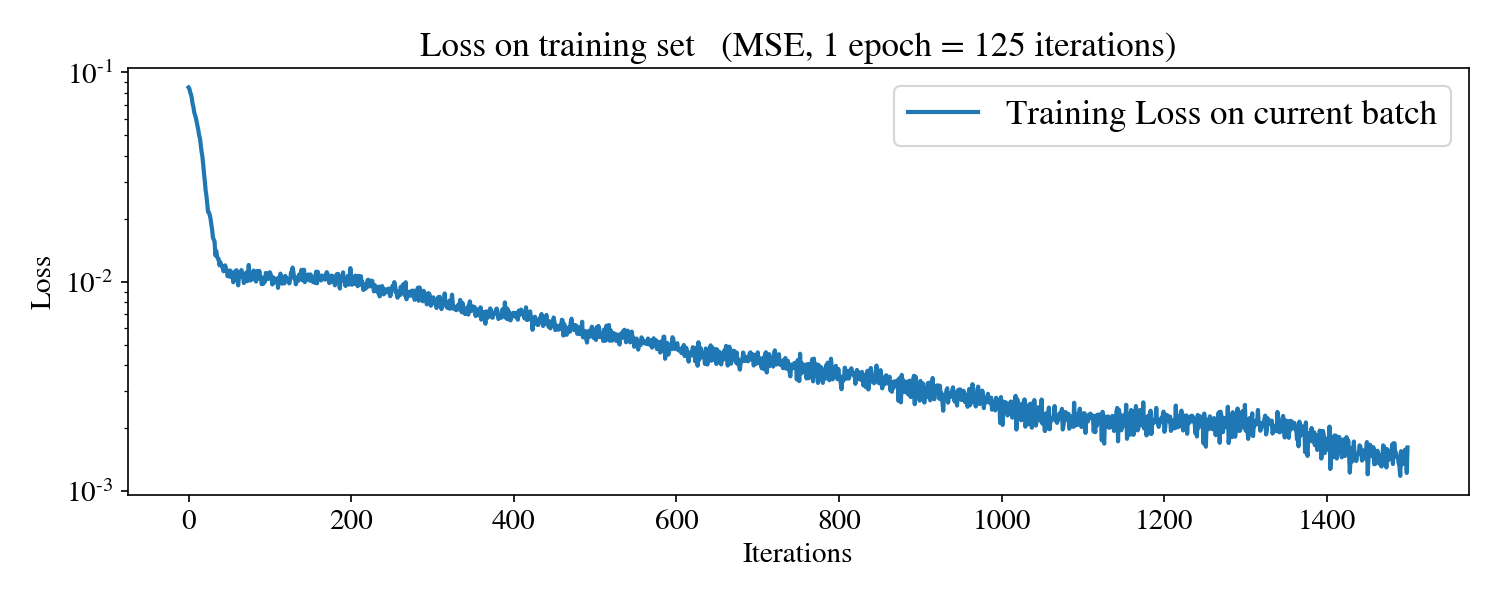 Loss on training set   (MSE, 1 epoch = 125 iterations)
Training Loss on current batch
Loss
10⁻¹
10⁻²
10⁻³
0 200 400 600 800 1000 1200 1400
Iterations